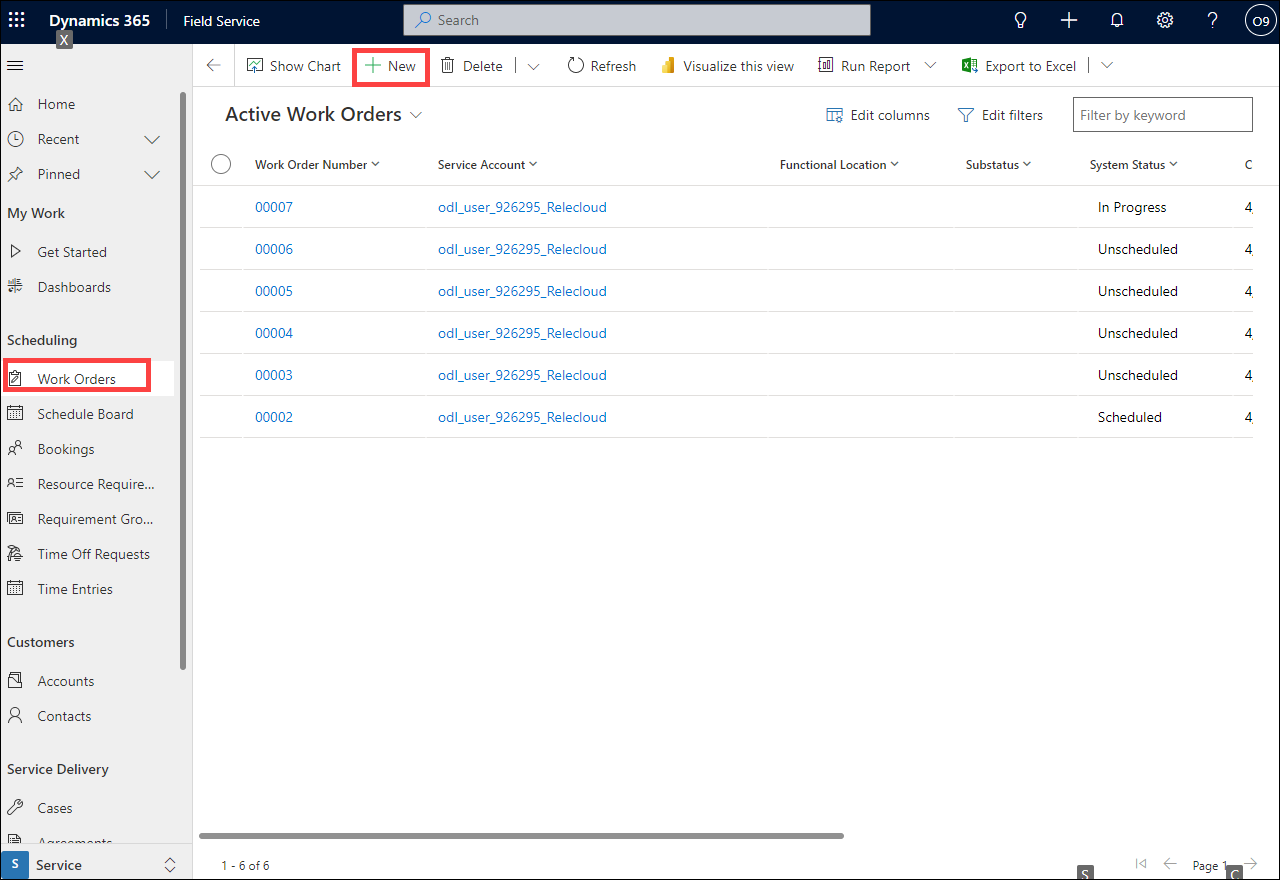 Dynamics 365 Field Service Search O9
X
Show Chart New Delete Refresh Visualize this view Run Report Export to Excel
Home
Recent
Pinned
My Work
Get Started
Dashboards
Scheduling
Work Orders
Schedule Board
Bookings
Resource Require...
Requirement Gro...
Time Off Requests
Time Entries
Customers
Accounts
Contacts
Service Delivery
Cases
Agreements
S Service
Active Work Orders Edit columns Edit filters Filter by keyword
Work Order Number Service Account Functional Location Substatus System Status C
00007 odl_user_926295_Relecloud In Progress 4
00006 odl_user_926295_Relecloud Unscheduled 4
00005 odl_user_926295_Relecloud Unscheduled 4
00004 odl_user_926295_Relecloud Unscheduled 4
00003 odl_user_926295_Relecloud Unscheduled 4
00002 odl_user_926295_Relecloud Scheduled 4
1 - 6 of 6 Page 1
S C